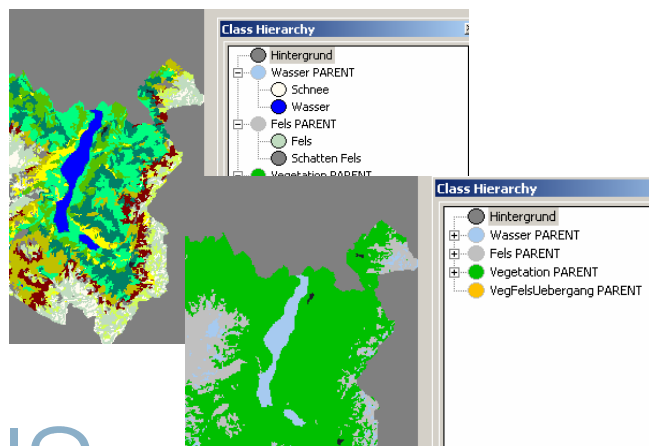 Class Hierarchy
Hintergrund
Wasser PARENT
Schnee
Wasser
Fels PARENT
Fels
Schatten Fels
Vegetation PARENT
Class Hierarchy
Hintergrund
Wasser PARENT
Fels PARENT
Vegetation PARENT
VegFelsUebergang PARENT